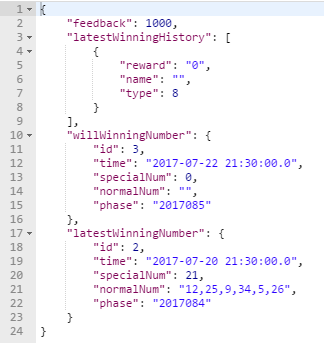 1 {
2     "feedback": 1000,
3     "latestWinningHistory": [
4         {
5             "reward": "0",
6             "name": "",
7             "type": 8
8         }
9     ],
10     "willWinningNumber": {
11         "id": 3,
12         "time": "2017-07-22 21:30:00.0",
13         "specialNum": 0,
14         "normalNum": "",
15         "phase": "2017085"
16     },
17     "latestWinningNumber": {
18         "id": 2,
19         "time": "2017-07-20 21:30:00.0",
20         "specialNum": 21,
21         "normalNum": "12,25,9,34,5,26",
22         "phase": "2017084"
23     }
24 }